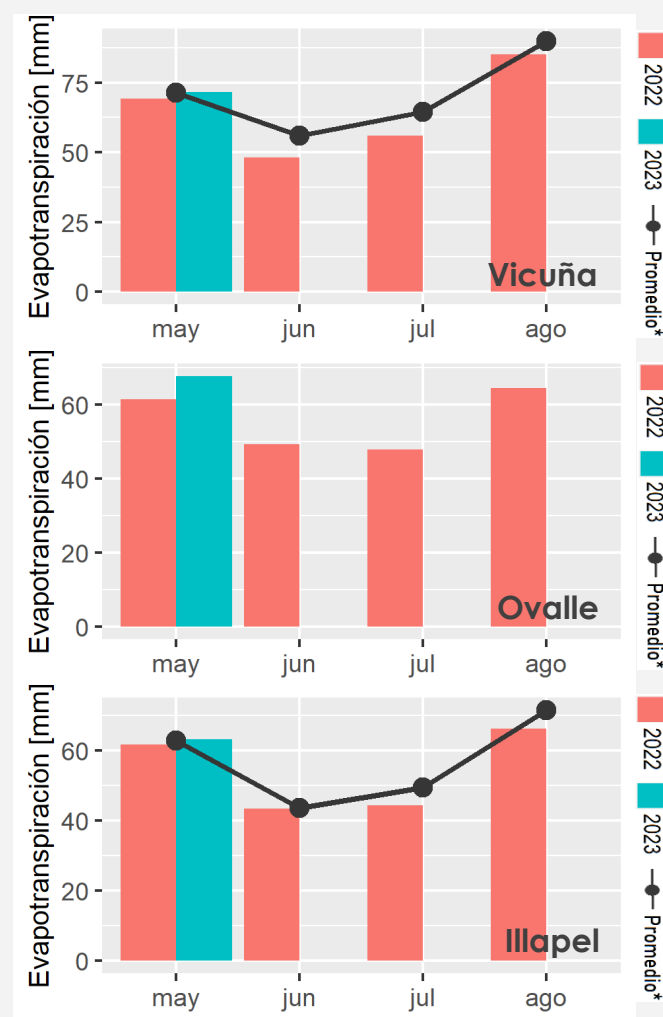 Evapotranspiración [mm]
75
50
25
0
may jun jul ago
Vicuña
2022 2023 Promedio*
Evapotranspiración [mm]
60
40
20
0
may jun jul ago
Ovalle
2022 2023 Promedio*
Evapotranspiración [mm]
60
40
20
0
may jun jul ago
Illapel
2022 2023 Promedio*